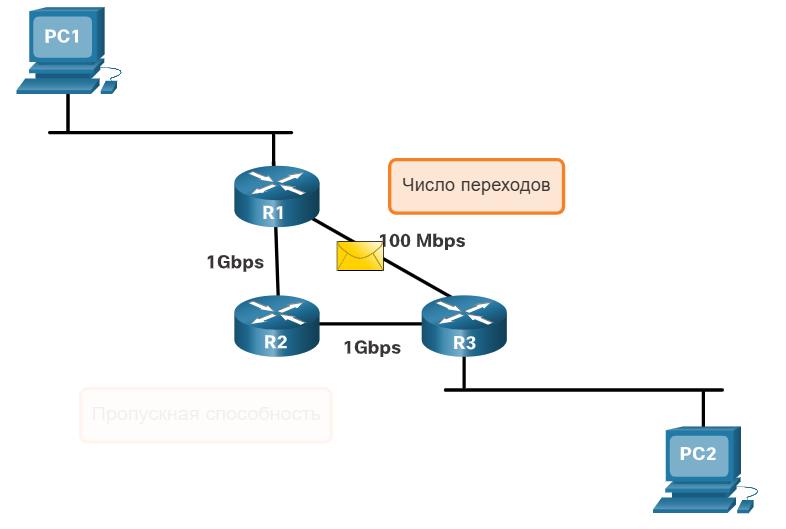 PC1
Число переходов
R1
100 Mbps
1Gbps
R2
R3
1Gbps
Пропускная способность
PC2